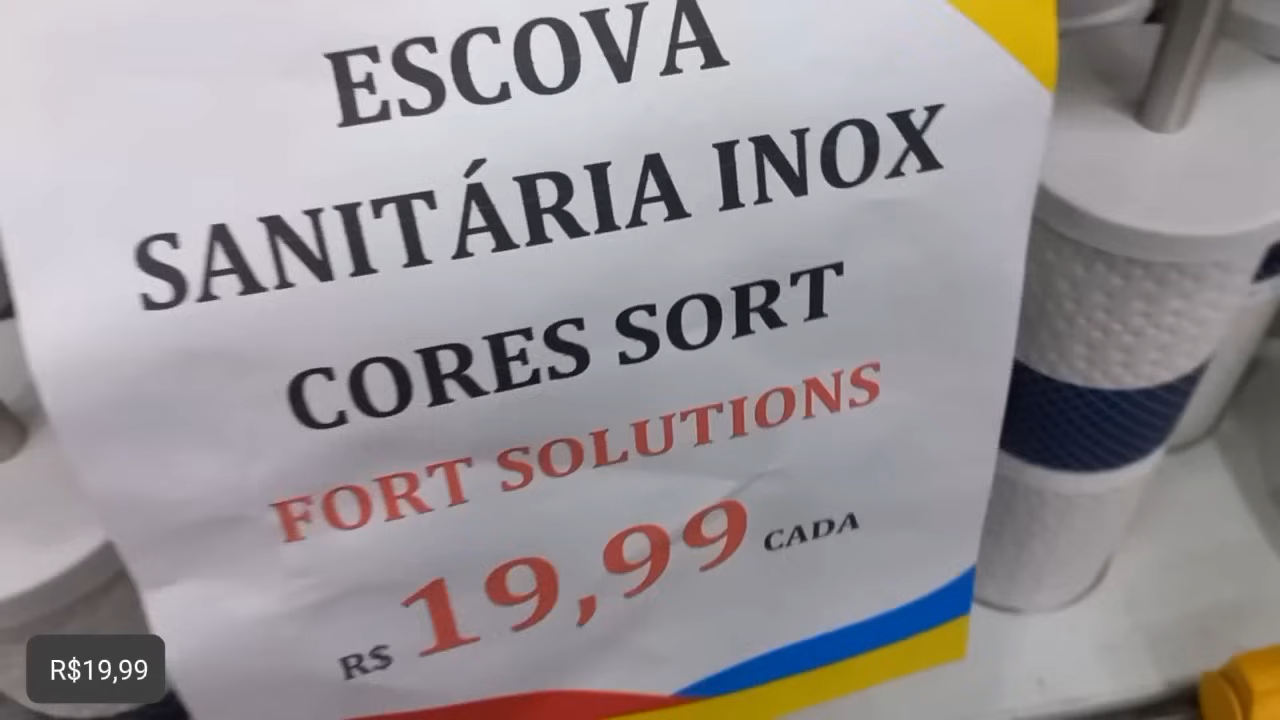 ESCOVA
SANITÁRIA INOX
CORES SORT
FORT SOLUTIONS
R$ 19,99 CADA
R$19,99